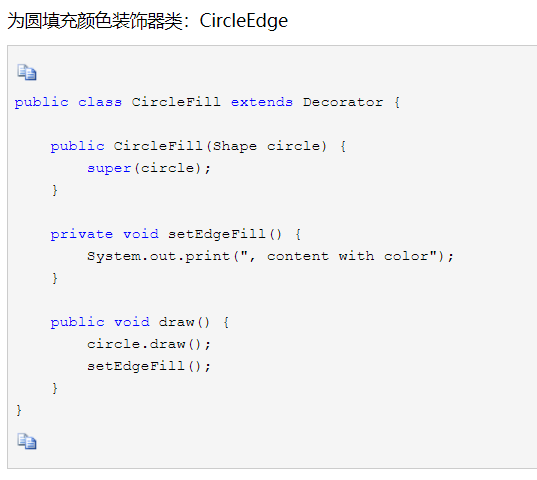 为圆填充颜色装饰器类：CircleEdge
public class CircleFill extends Decorator {
public CircleFill(Shape circle) {
super(circle);
}
private void setEdgeFill() {
System.out.print(", content with color");
}
public void draw() {
circle.draw();
setEdgeFill();
}
}